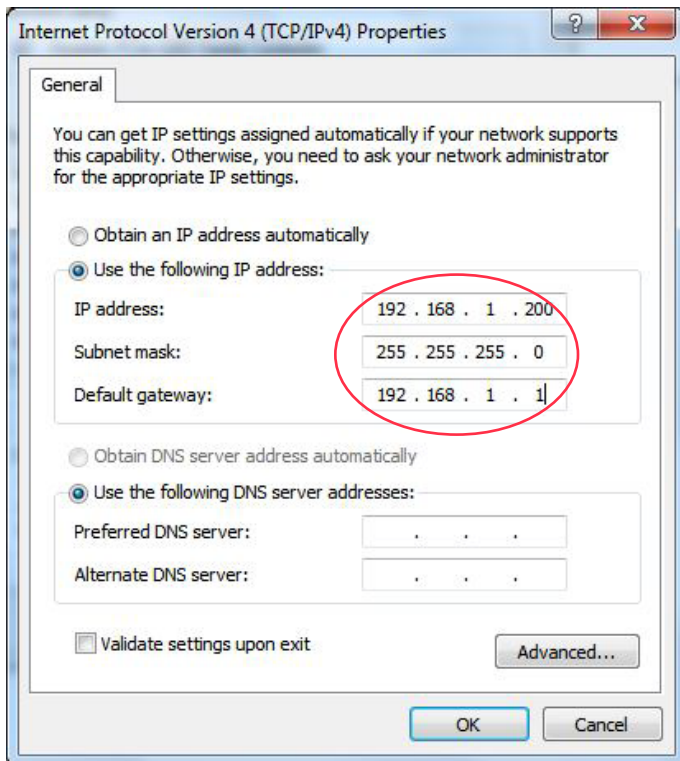 Internet Protocol Version 4 (TCP/IPv4) Properties
General
You can get IP settings assigned automatically if your network supports
this capability. Otherwise, you need to ask your network administrator
for the appropriate IP settings.
Obtain an IP address automatically
Use the following IP address:
IP address: 192 . 168 . 1 . 200
Subnet mask: 255 . 255 . 255 . 0
Default gateway: 192 . 168 . 1 . 1
Obtain DNS server address automatically
Use the following DNS server addresses:
Preferred DNS server: . . .
Alternate DNS server: . . .
Validate settings upon exit
Advanced...
OK Cancel